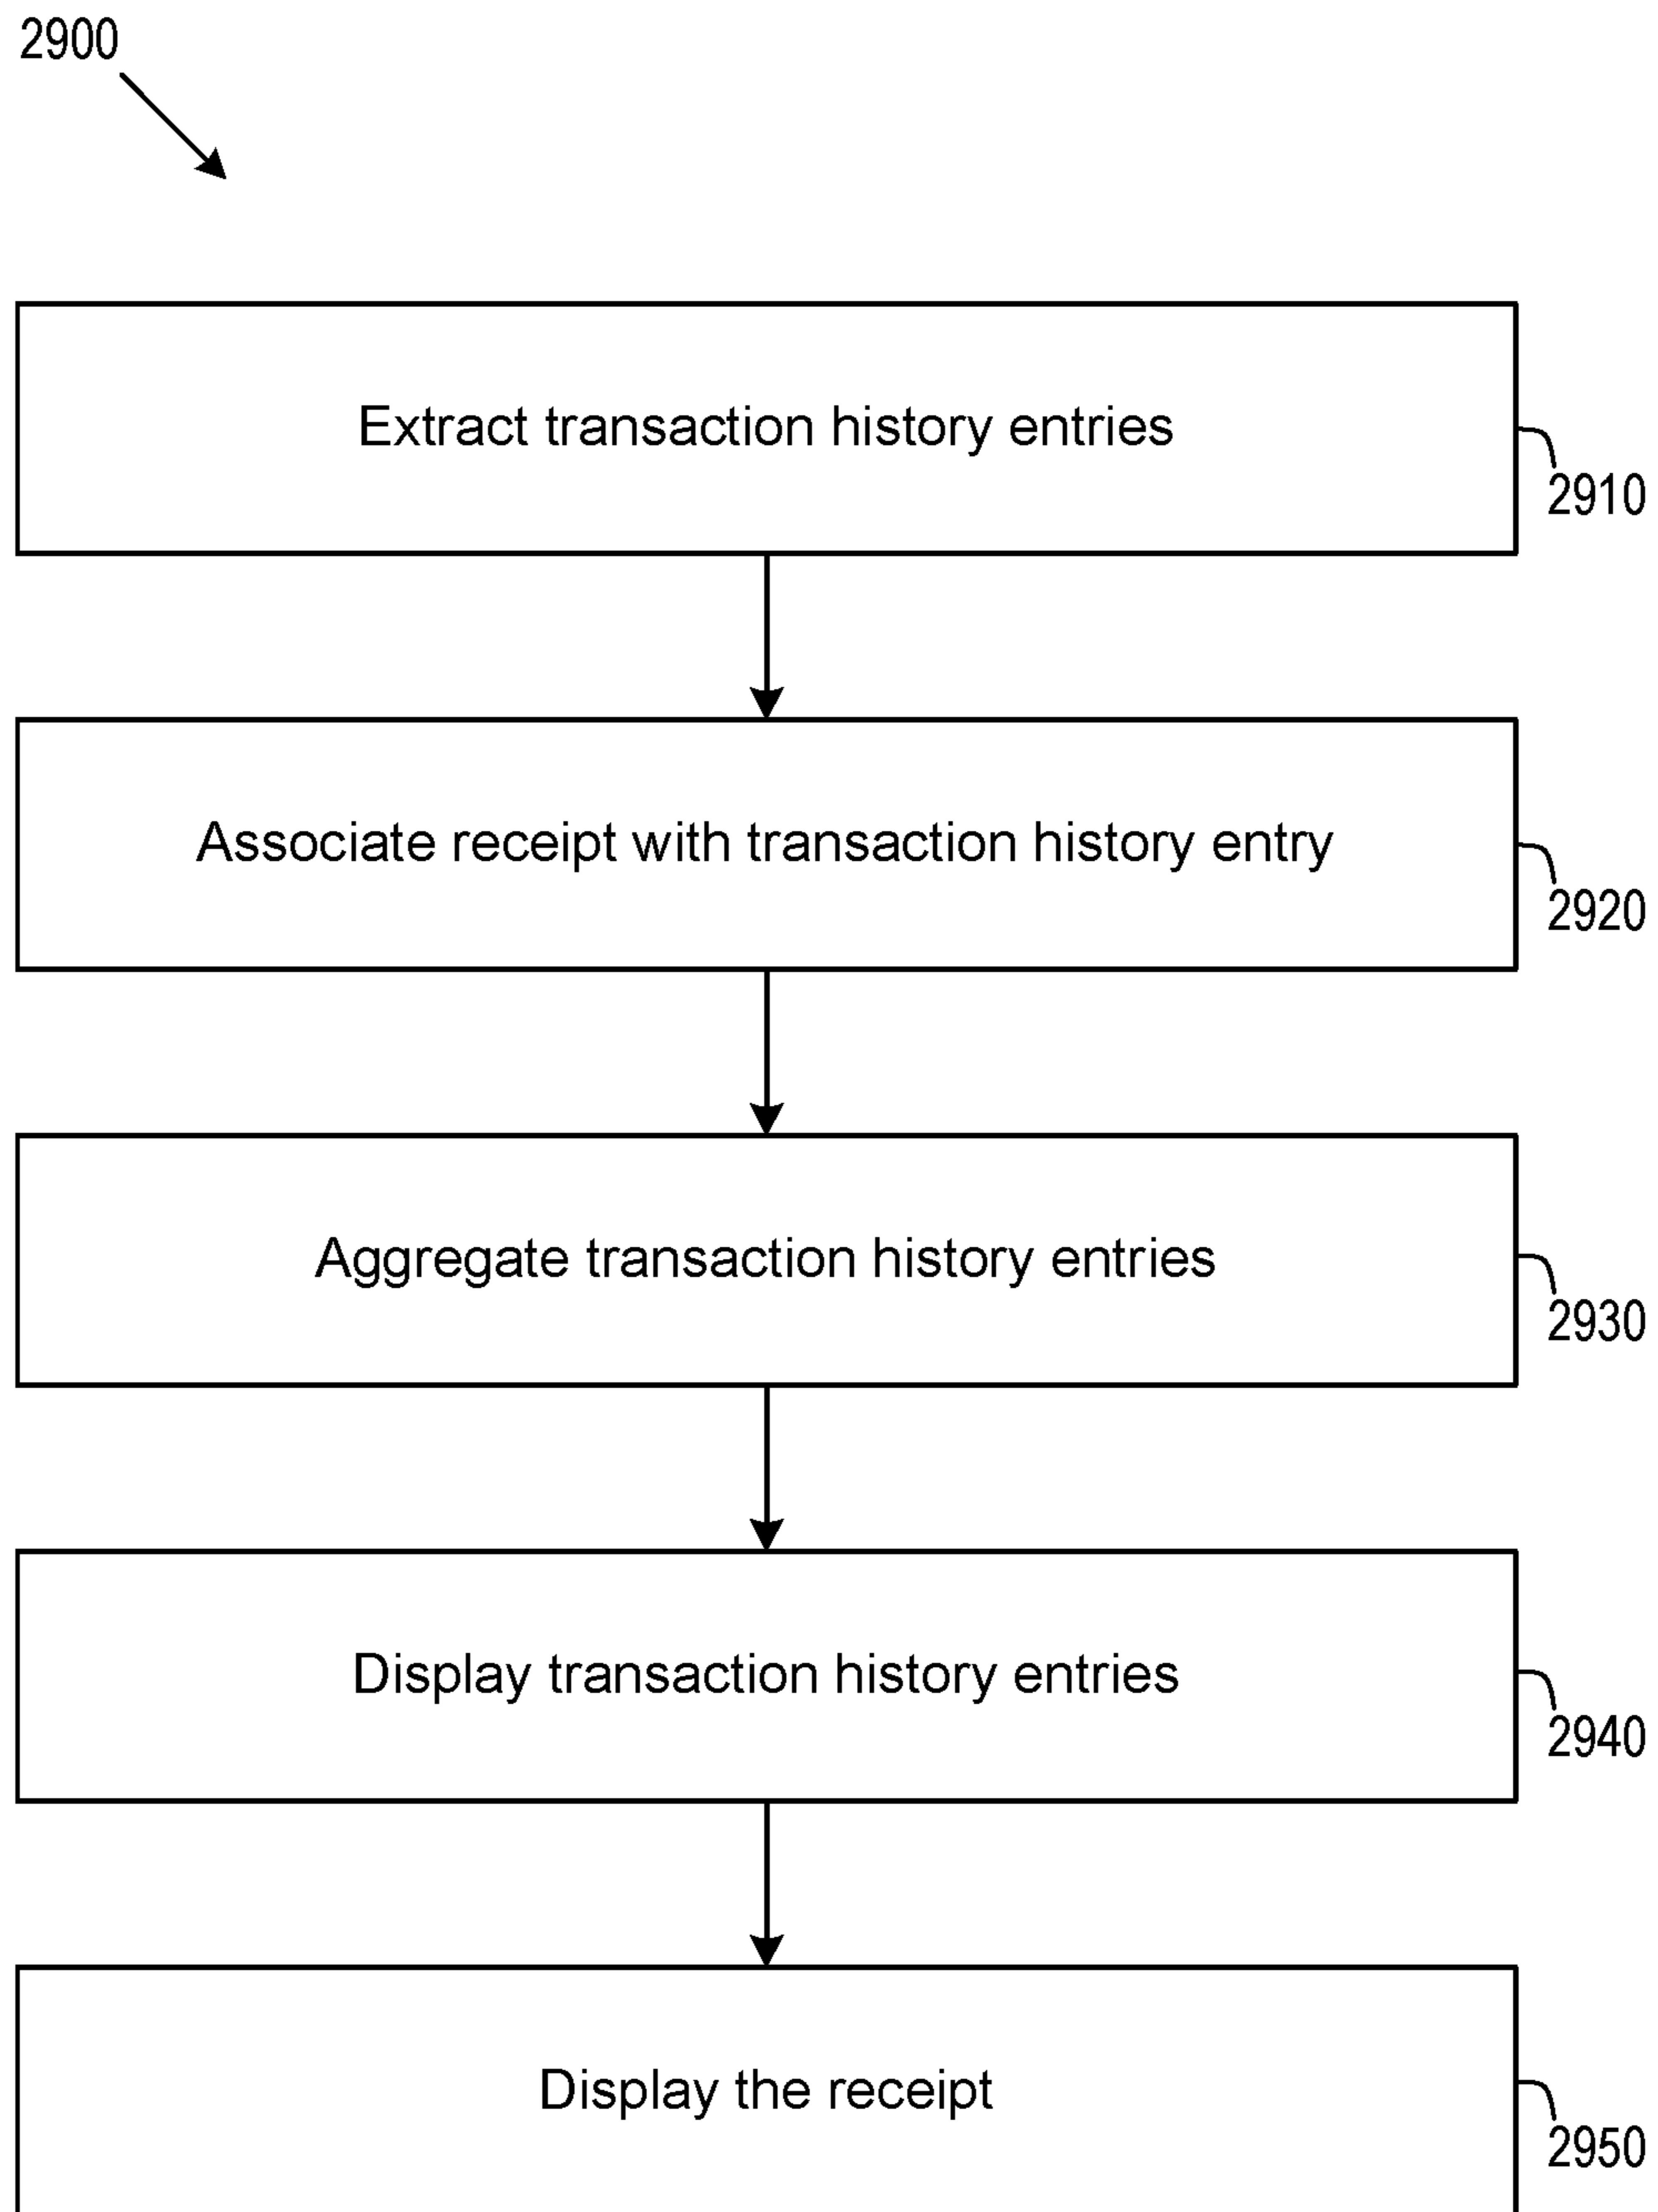 2900
Extract transaction history entries
2910
Associate receipt with transaction history entry
2920
Aggregate transaction history entries
2930
Display transaction history entries
2940
Display the receipt
2950